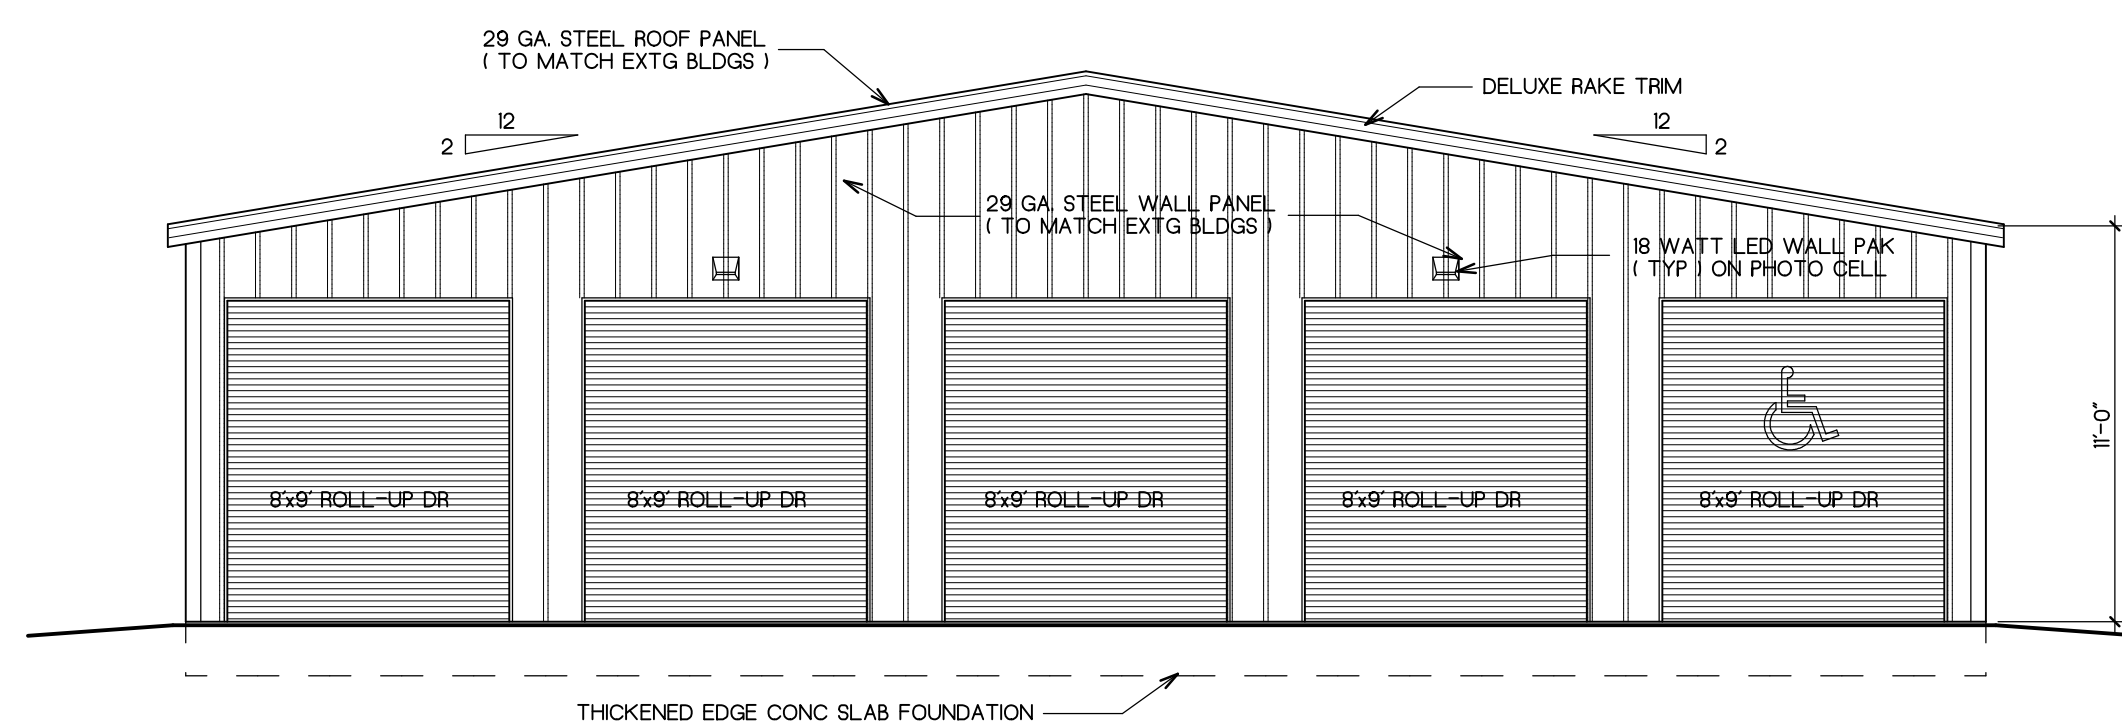 29 GA. STEEL ROOF PANEL
( TO MATCH EXTG BLDGS )
DELUXE RAKE TRIM
12
2
12
2
29 GA. STEEL WALL PANEL
( TO MATCH EXTG BLDGS )
18 WATT LED WALL PAK
( TYP ) ON PHOTO CELL
11'-0"
8'x9' ROLL-UP DR
8'x9' ROLL-UP DR
8'x9' ROLL-UP DR
8'x9' ROLL-UP DR
8'x9' ROLL-UP DR
THICKENED EDGE CONC SLAB FOUNDATION